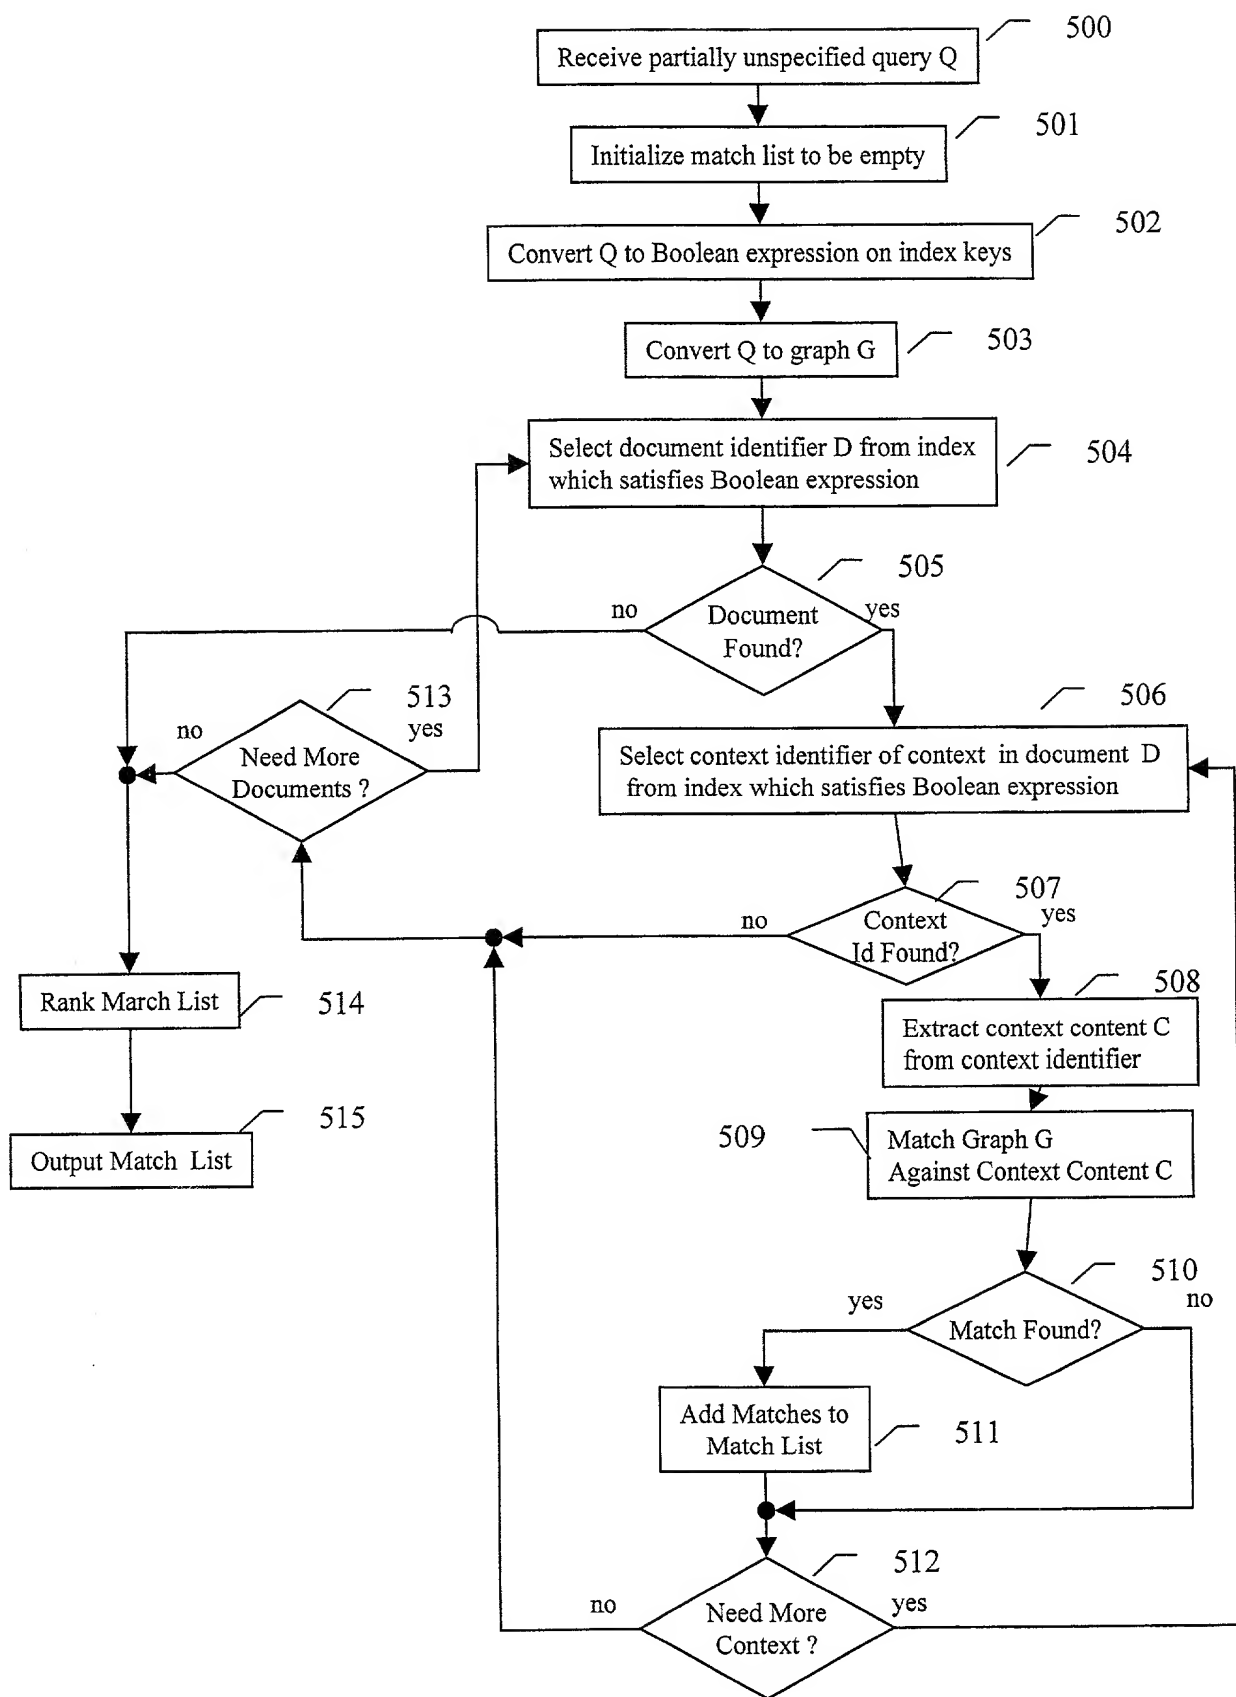 500
Receive partially unspecified query Q
501
Initialize match list to be empty
502
Convert Q to Boolean expression on index keys
503
Convert Q to graph G
504
Select document identifier D from index
which satisfies Boolean expression
505
no
Document
Found?
yes
513
no
Need More
Documents ?
yes
506
Select context identifier of context in document D
from index which satisfies Boolean expression
507
no
Context
Id Found?
yes
508
Extract context content C
from context identifier
Rank March List
514
509
Match Graph G
Against Context Content C
515
Output Match List
510
yes
Match Found?
no
Add Matches to
Match List
511
512
no
Need More
Context ?
yes